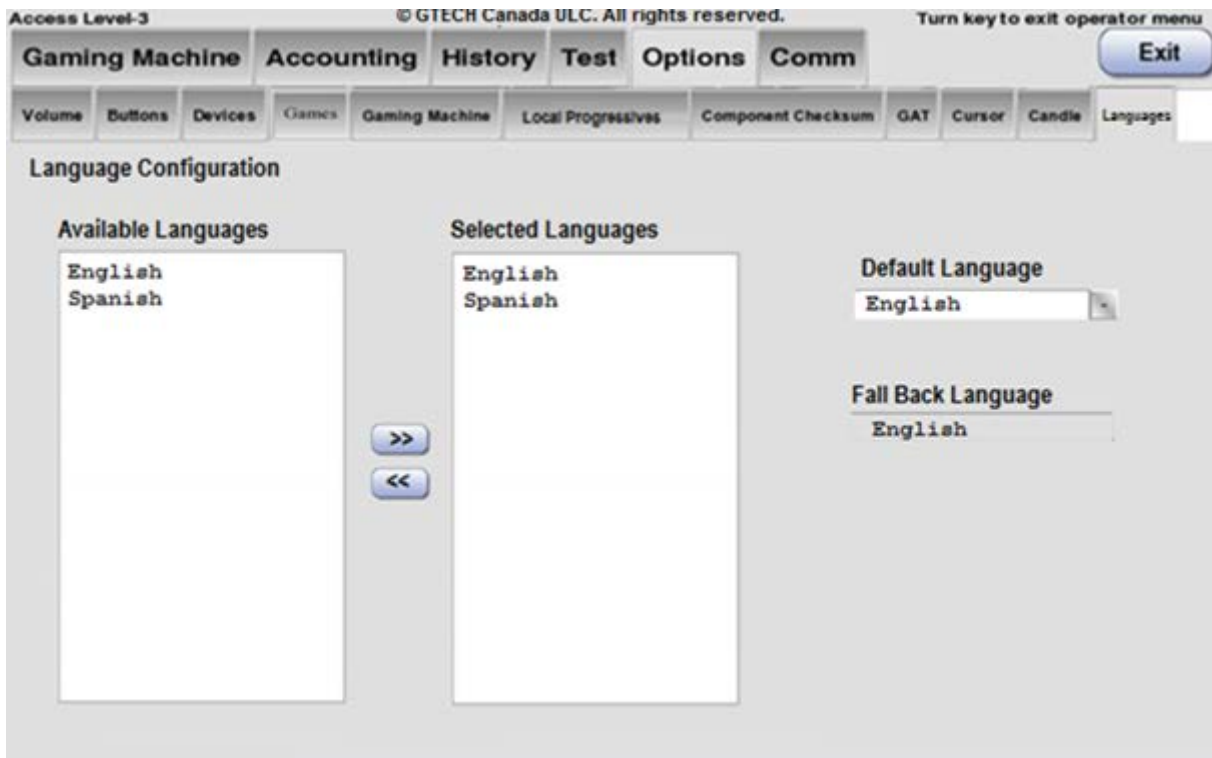 Access Level-3 © GTECH Canada ULC. All rights reserved. Turn key to exit operator menu
Gaming Machine Accounting History Test Options Comm Exit
Volume Buttons Devices Games Gaming Machine Local Progressives Component Checksum GAT Cursor Candle Languages
Language Configuration
Available Languages Selected Languages
English English Default Language
Spanish Spanish English
Fall Back Language
>> English
<<